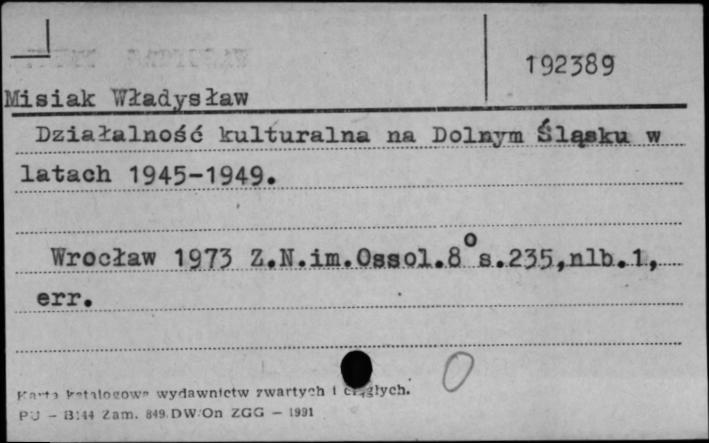 192389
Misiak Władysław
Działalność kulturalna na Dolnym Śląsku w
latach 1945-1949.
Wrocław 1973 Z.N.im.Ossol.8° s.235,nlb.1,
err.
Karta katalogowa wydawnictw zwartych i ciągłych.
PU - B144 Zam. 849 DW/On ZGG - 1991